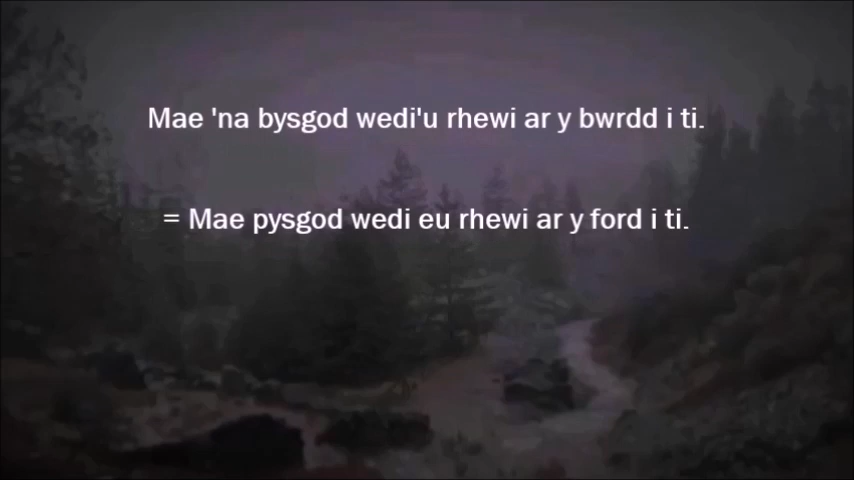 Mae 'na bysgod wedi'u rhewi ar y bwrdd i ti.
= Mae pysgod wedi eu rhewi ar y ford i ti.